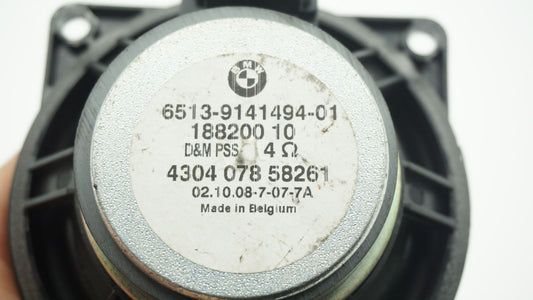 BMW
6513-9141494-01
188200 10
D&M PSS 4 Ω
4304 078 58261
02.10.08-7-07-7A
Made in Belgium